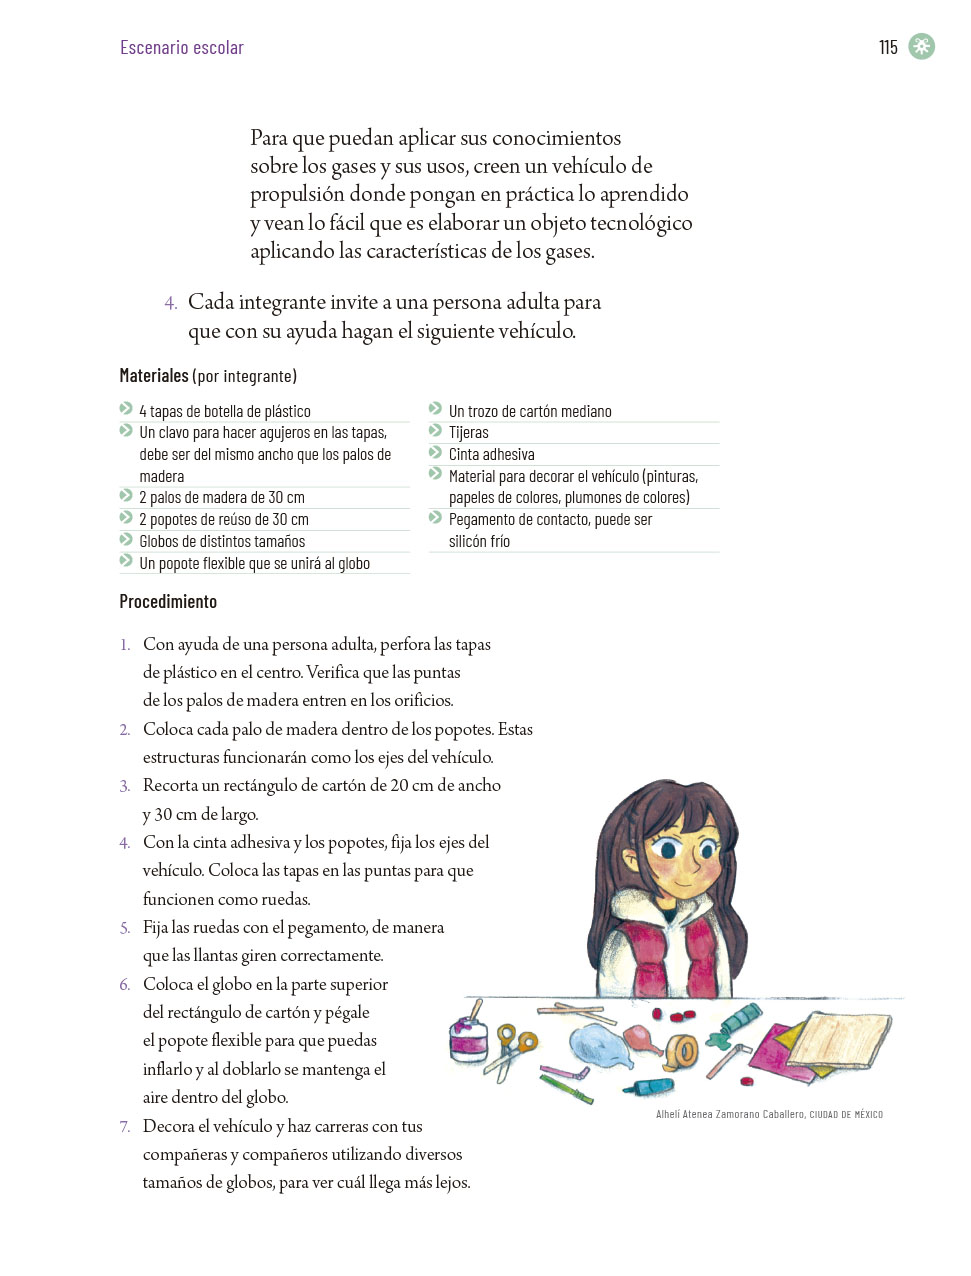 Escenario escolar
115
Para que puedan aplicar sus conocimientos
sobre los gases y sus usos, creen un vehículo de
propulsión donde pongan en práctica lo aprendido
y vean lo fácil que es elaborar un objeto tecnológico
aplicando las características de los gases.
4. Cada integrante invite a una persona adulta para
que con su ayuda hagan el siguiente vehículo.
Materiales (por integrante)
4 tapas de botella de plástico
Un clavo para hacer agujeros en las tapas,
debe ser del mismo ancho que los palos de
madera
2 palos de madera de 30 cm
2 popotes de reúso de 30 cm
Globos de distintos tamaños
Un popote flexible que se unirá al globo
Un trozo de cartón mediano
Tijeras
Cinta adhesiva
Material para decorar el vehículo (pinturas,
papeles de colores, plumones de colores)
Pegamento de contacto, puede ser
silicón frío
Procedimiento
1. Con ayuda de una persona adulta, perfora las tapas
de plástico en el centro. Verifica que las puntas
de los palos de madera entren en los orificios.
2. Coloca cada palo de madera dentro de los popotes. Estas
estructuras funcionarán como los ejes del vehículo.
3. Recorta un rectángulo de cartón de 20 cm de ancho
y 30 cm de largo.
4. Con la cinta adhesiva y los popotes, fija los ejes del
vehículo. Coloca las tapas en las puntas para que
funcionen como ruedas.
5. Fija las ruedas con el pegamento, de manera
que las llantas giren correctamente.
6. Coloca el globo en la parte superior
del rectángulo de cartón y pégale
el popote flexible para que puedas
inflarlo y al doblarlo se mantenga el
aire dentro del globo.
7. Decora el vehículo y haz carreras con tus
compañeras y compañeros utilizando diversos
tamaños de globos, para ver cuál llega más lejos.
Alhelí Atenea Zamorano Caballero, CIUDAD DE MÉXICO